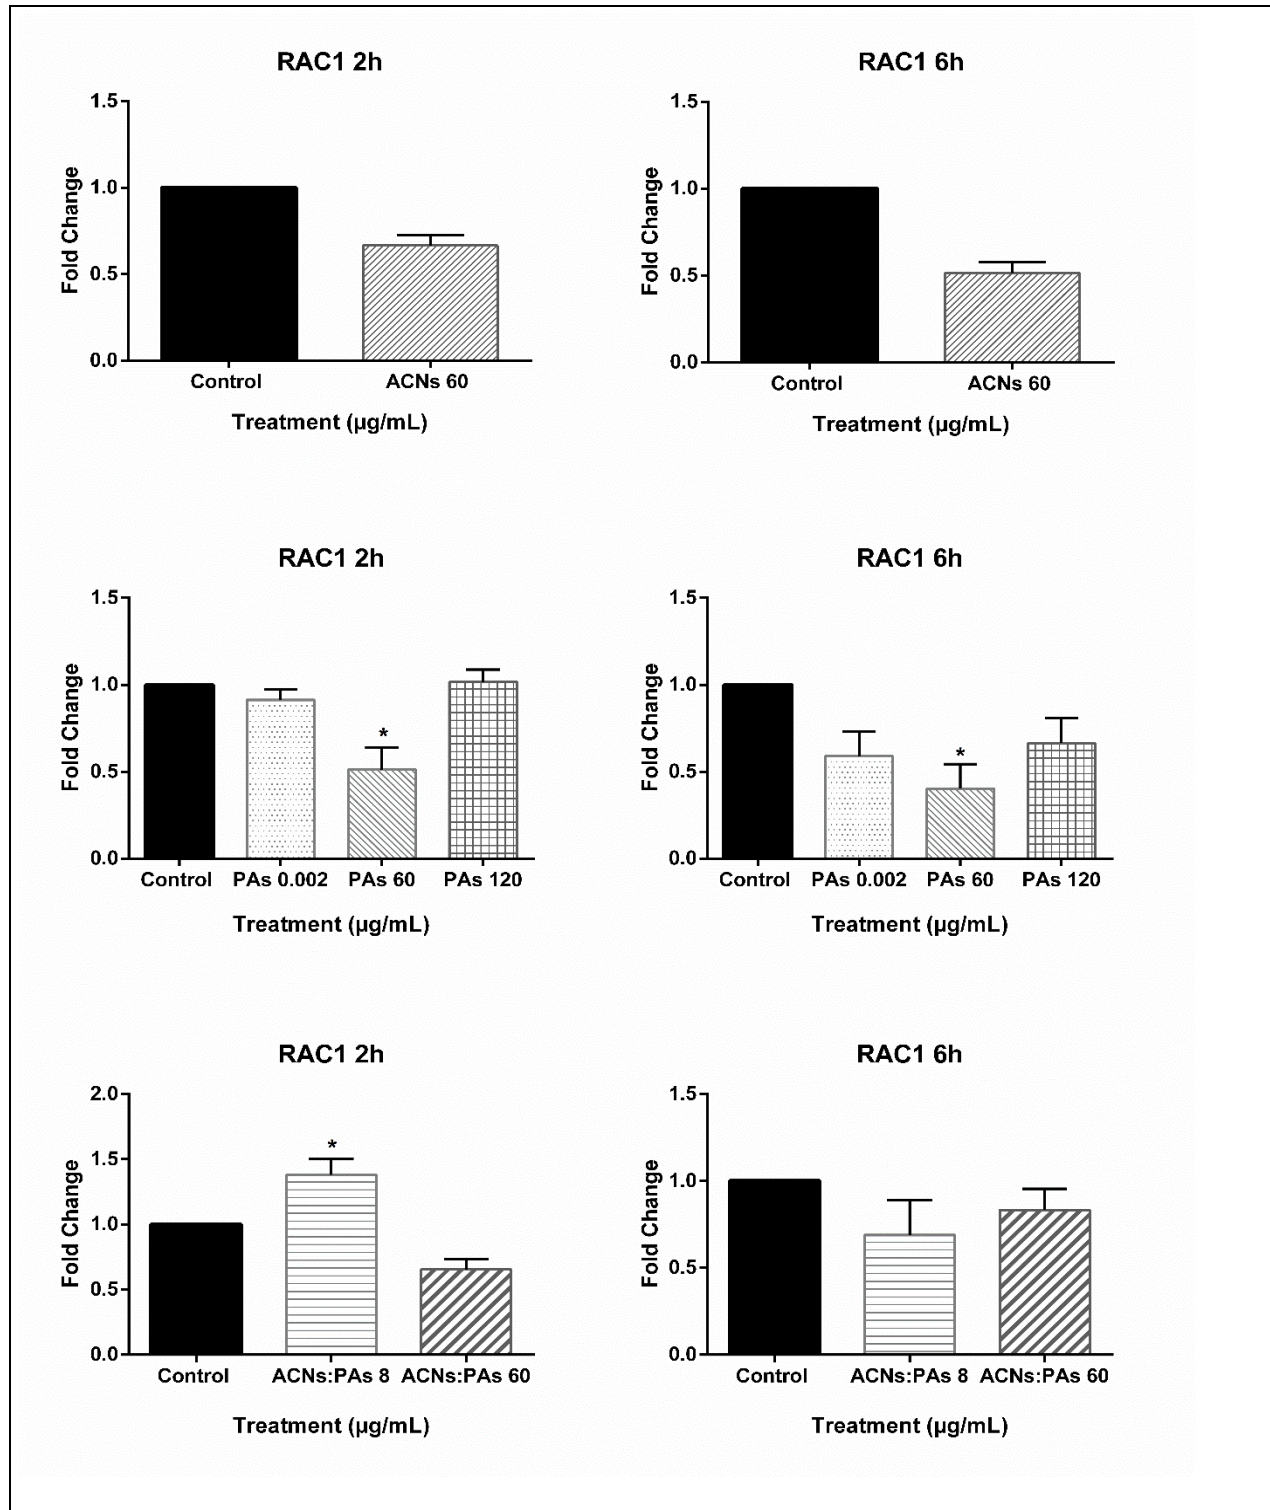 RAC1 2h
1.5
1.0
0.5
0.0
Fold Change
Control
ACNs 60
Treatment (µg/mL)
RAC1 6h
1.5
1.0
0.5
0.0
Fold Change
Control
ACNs 60
Treatment (µg/mL)
RAC1 2h
1.5
1.0
0.5
0.0
Fold Change
*
Control
PAs 0.002
PAs 60
PAs 120
Treatment (µg/mL)
RAC1 6h
1.5
1.0
0.5
0.0
Fold Change
*
Control
PAs 0.002
PAs 60
PAs 120
Treatment (µg/mL)
RAC1 2h
2.0
1.5
1.0
0.5
0.0
Fold Change
*
Control
ACNs:PAs 8
ACNs:PAs 60
Treatment (µg/mL)
RAC1 6h
1.5
1.0
0.5
0.0
Fold Change
Control
ACNs:PAs 8
ACNs:PAs 60
Treatment (µg/mL)